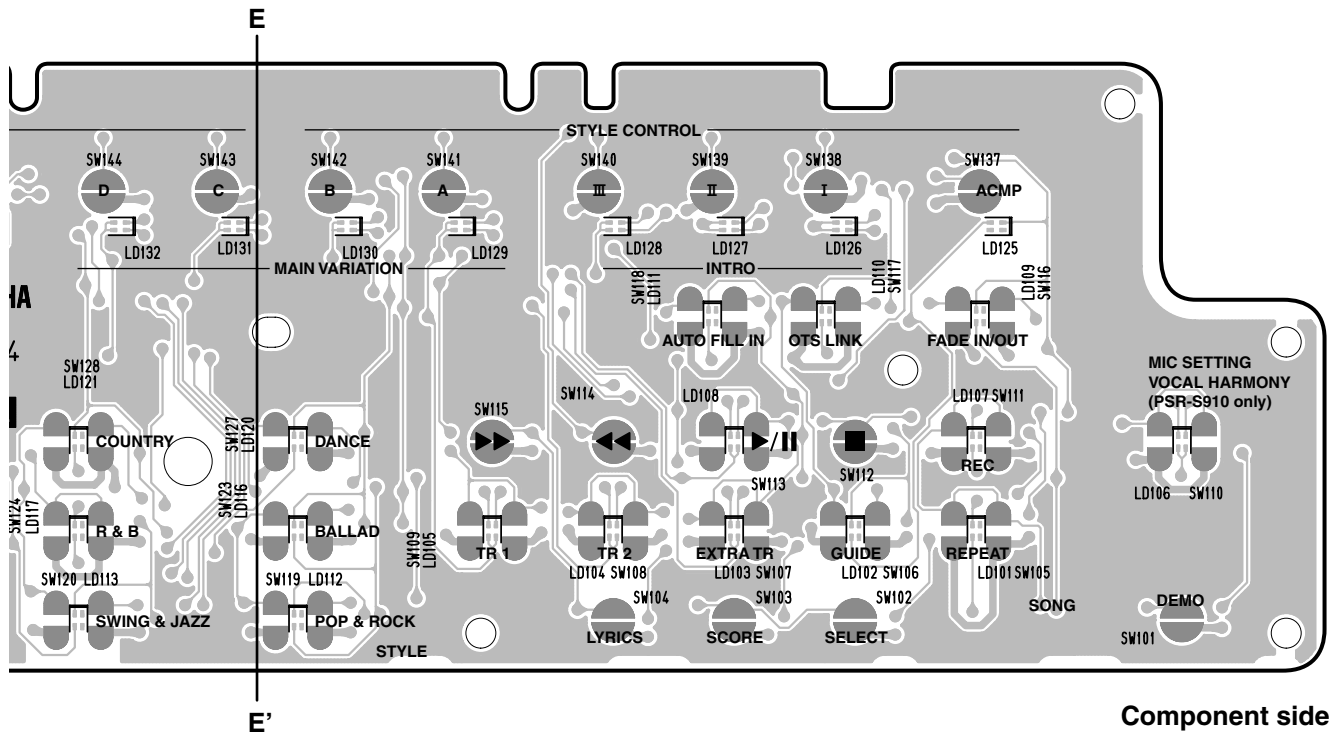 E
STYLE CONTROL
SW144 SW143 SW142 SW141 SW140 SW139 SW138 SW137
D C B A III II I ACMP
LD132 LD131 LD130 LD129 LD128 LD127 LD126 LD125
MAIN VARIATION INTRO
SW118
LD111
LD110
SW117
LD109
SW116
HA
AUTO FILL IN OTS LINK FADE IN/OUT
4
SW128
LD121
MIC SETTING
VOCAL HARMONY
(PSR-S910 only)
SW127
LD120
SW115 SW114 LD108 LD107 SW111
COUNTRY DANCE
REC
SW112
SW113
LD106 SW110
SW124
LD117
SW123
LD116
R & B BALLAD
SW109
LD105
TR 1 TR 2 EXTRA TR GUIDE REPEAT
SW120 LD113 SW119 LD112 LD104 SW108 LD103 SW107 LD102 SW106 LD101 SW105
SW104 SW103 SW102
SONG
DEMO
SWING & JAZZ POP & ROCK
LYRICS SCORE SELECT
SW101
STYLE
E’
Component side